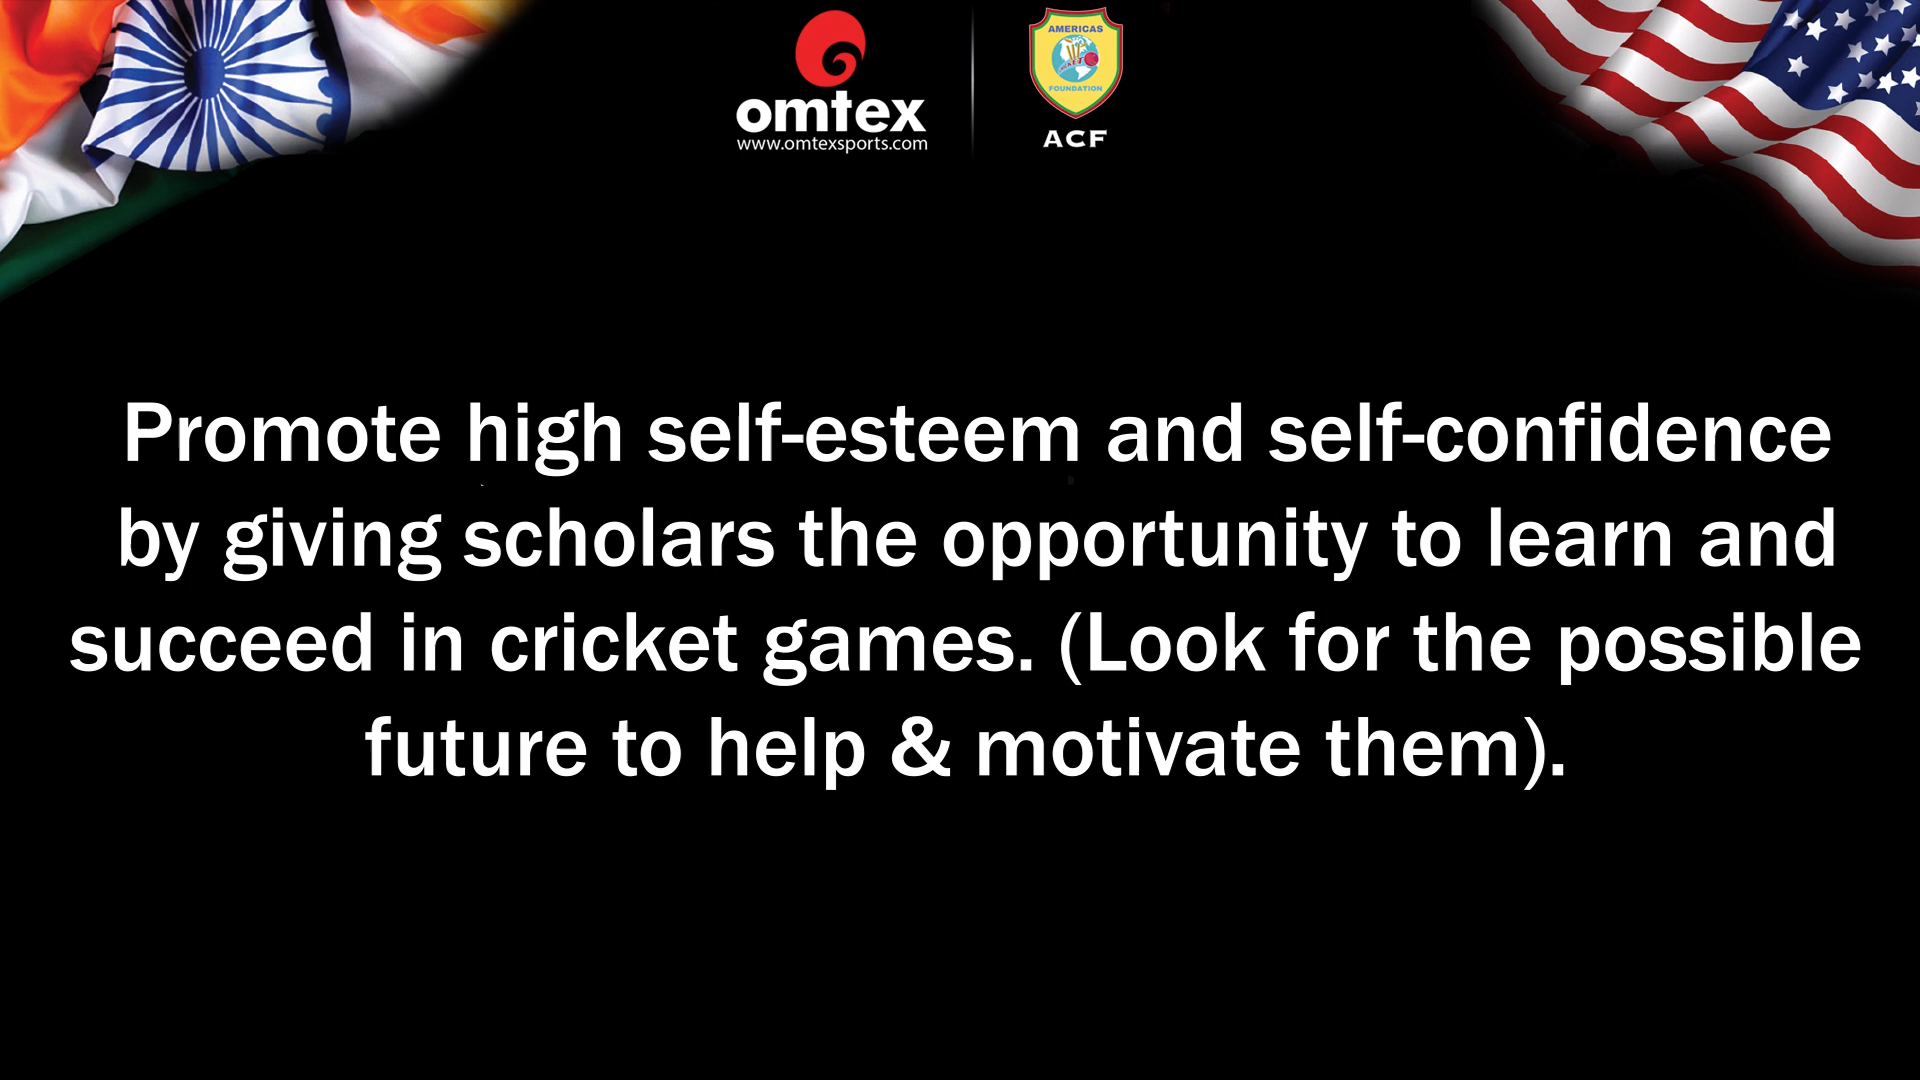 omtex
www.omtexsports.com
AMERICAS
CRICKET
FOUNDATION
ACF
Promote high self-esteem and self-confidence
by giving scholars the opportunity to learn and
succeed in cricket games. (Look for the possible
future to help & motivate them).